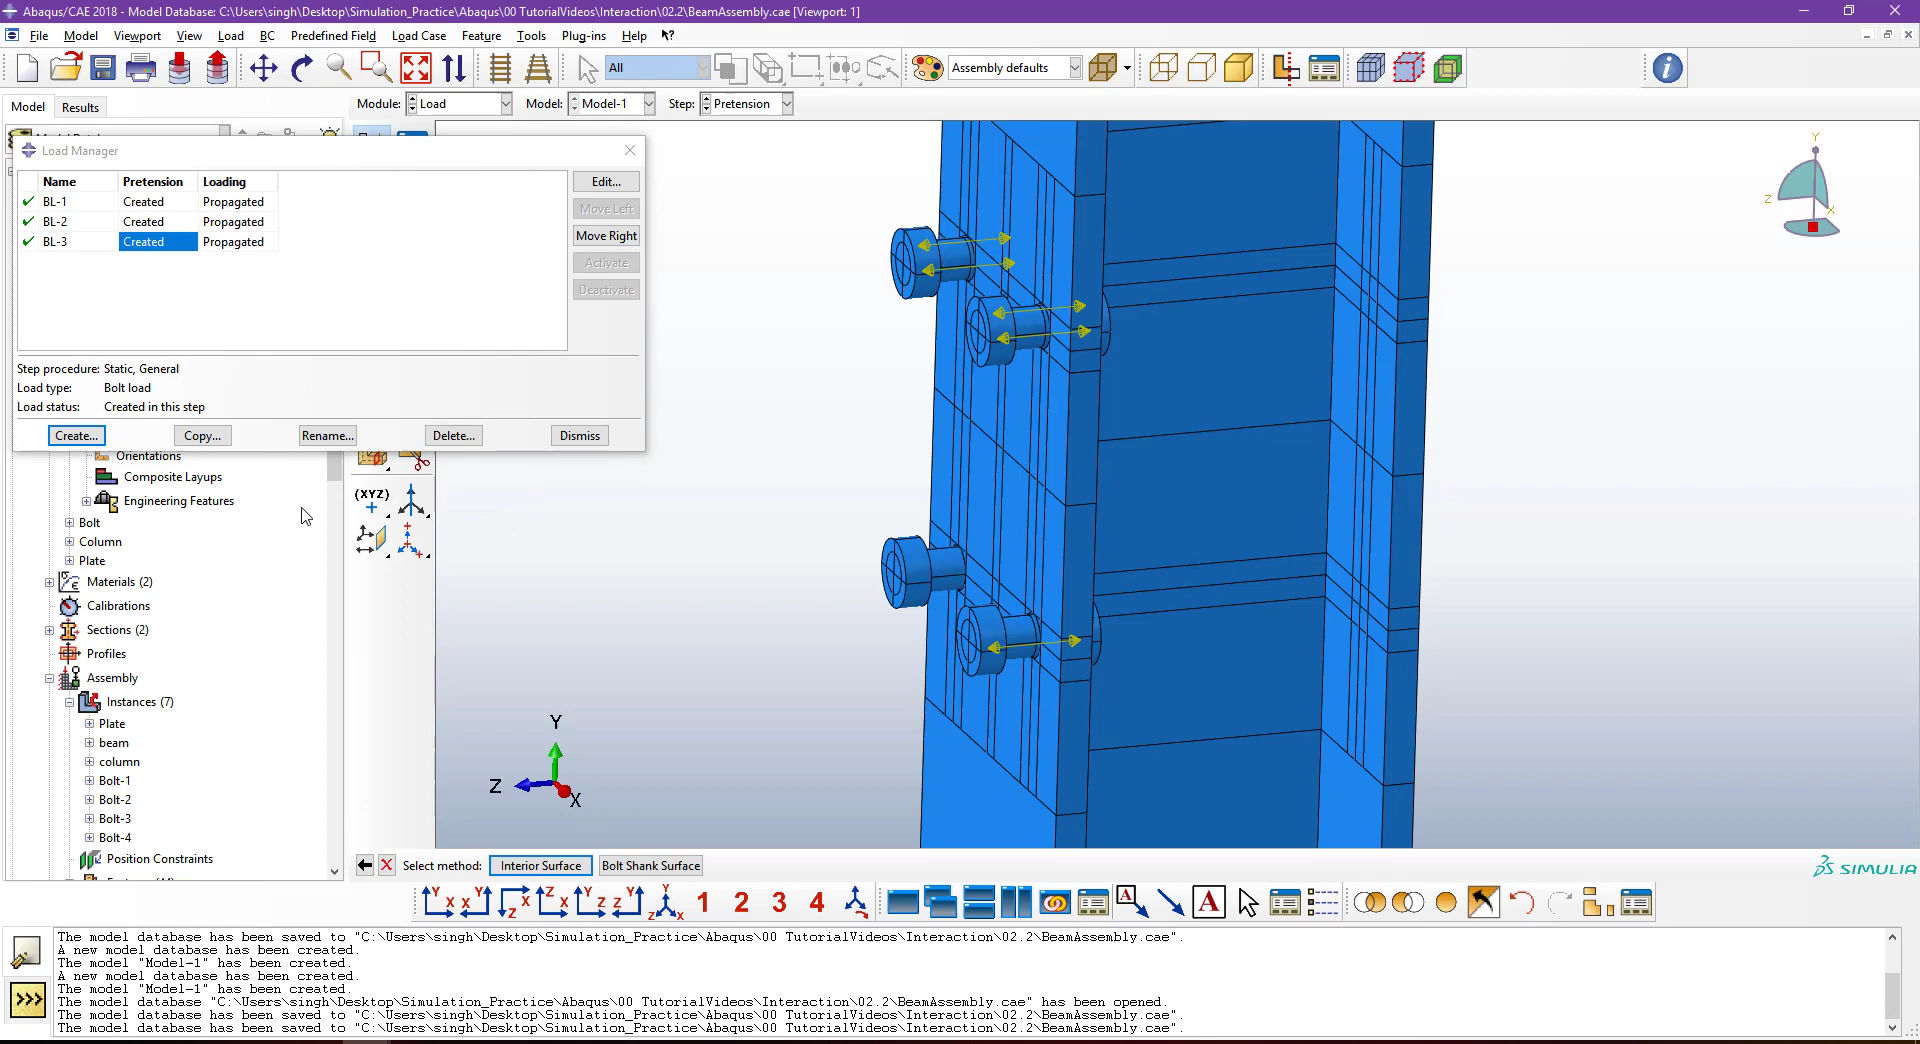 Abaqus/CAE 2018 - Model Database: C:\Users\singh\Desktop\Simulation_Practice\Abaqus\00 TutorialVideos\Interaction\02.2\BeamAssembly.cae [Viewport: 1]
File Model Viewport View Load BC Predefined Field Load Case Feature Tools Plug-ins Help
All Assembly defaults
Model Results Module: Load Model: Model-1 Step: Pretension
Load Manager
Name Pretension Loading Edit...
BL-1 Created Propagated Move Left
BL-2 Created Propagated Move Right
BL-3 Created Propagated
Activate
Deactivate
Step procedure: Static, General
Load type: Bolt load
Load status: Created in this step
Create... Copy... Rename... Delete... Dismiss
Orientations
Composite Layups
Engineering Features
Bolt
Column
Plate
Materials (2)
Calibrations
Sections (2)
Profiles
Assembly
Instances (7)
Plate
beam
column
Bolt-1
Bolt-2
Bolt-3
Bolt-4
Position Constraints
(XYZ)
Y
Z
X
Y
Z
X
Select method: Interior Surface Bolt Shank Surface
SIMULIA
1 2 3 4
A A
The model database has been saved to "C:\Users\singh\Desktop\Simulation_Practice\Abaqus\00 TutorialVideos\Interaction\02.2\BeamAssembly.cae".
A new model database has been created.
The model "Model-1" has been created.
A new model database has been created.
The model "Model-1" has been created.
The model database "C:\Users\singh\Desktop\Simulation_Practice\Abaqus\00 TutorialVideos\Interaction\02.2\BeamAssembly.cae" has been opened.
The model database has been saved to "C:\Users\singh\Desktop\Simulation_Practice\Abaqus\00 TutorialVideos\Interaction\02.2\BeamAssembly.cae".
The model database has been saved to "C:\Users\singh\Desktop\Simulation_Practice\Abaqus\00 TutorialVideos\Interaction\02.2\BeamAssembly.cae".